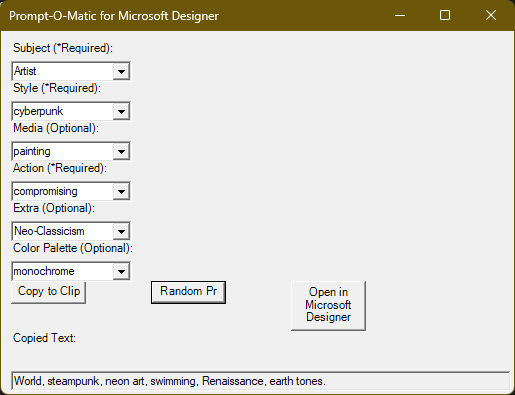 Prompt-O-Matic for Microsoft Designer
Subject (*Required):
Artist
Style (*Required):
cyberpunk
Media (Optional):
painting
Action (*Required):
compromising
Extra (Optional):
Neo-Classicism
Color Palette (Optional):
monochrome
Copy to Clip
Random Pr
Open in
Microsoft
Designer
Copied Text:
World, steampunk, neon art, swimming, Renaissance, earth tones.